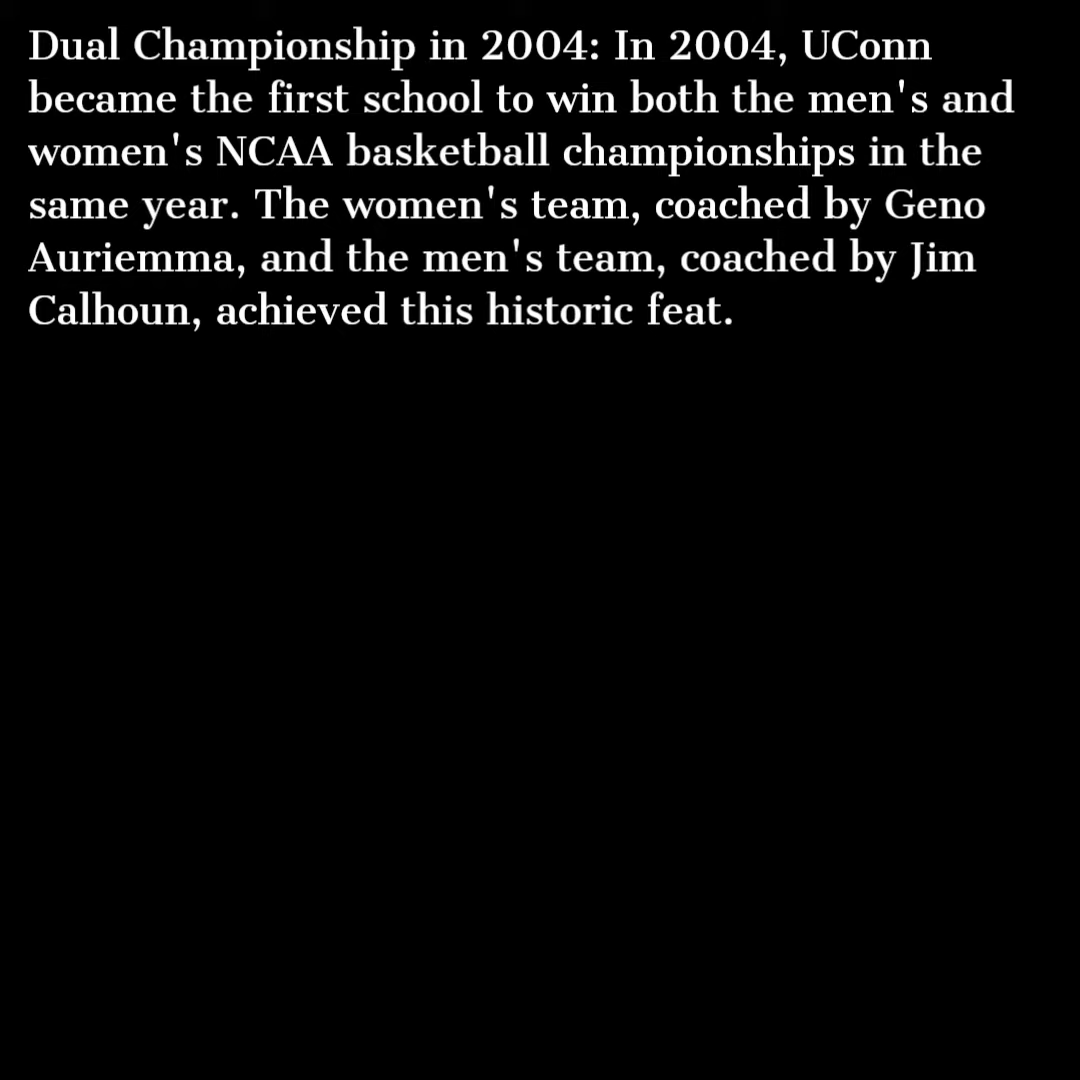 Dual Championship in 2004: In 2004, UConn
became the first school to win both the men's and
women's NCAA basketball championships in the
same year. The women's team, coached by Geno
Auriemma, and the men's team, coached by Jim
Calhoun, achieved this historic feat.